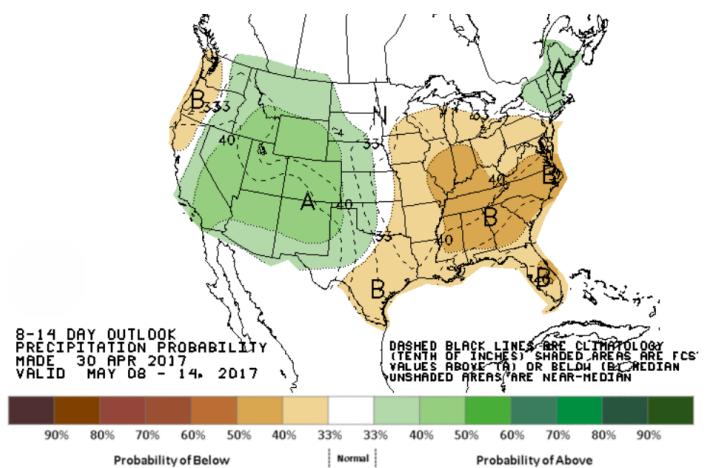 A
B
33
33
N
40
33
A
40
40
B
B
33
40
B
B
8-14 DAY OUTLOOK
PRECIPITATION PROBABILITY
MADE 30 APR 2017
VALID MAY 08 - 14, 2017
DASHED BLACK LINES ARE CLIMATOLOGY
(TENTH OF INCHES) SHADED AREAS ARE FCST
VALUES ABOVE (A) OR BELOW (B) MEDIAN
UNSHADED AREAS ARE NEAR-MEDIAN
90% 80% 70% 60% 50% 40% 33% 33% 40% 50% 60% 70% 80% 90%
Probability of Below Normal Probability of Above